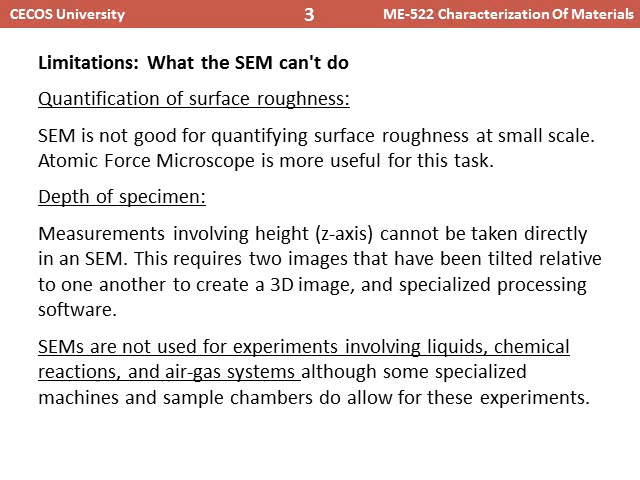 CECOS University
3
ME-522 Characterization Of Materials
Limitations: What the SEM can't do
Quantification of surface roughness:
SEM is not good for quantifying surface roughness at small scale.
Atomic Force Microscope is more useful for this task.
Depth of specimen:
Measurements involving height (z-axis) cannot be taken directly
in an SEM. This requires two images that have been tilted relative
to one another to create a 3D image, and specialized processing
software.
SEMs are not used for experiments involving liquids, chemical
reactions, and air-gas systems although some specialized
machines and sample chambers do allow for these experiments.